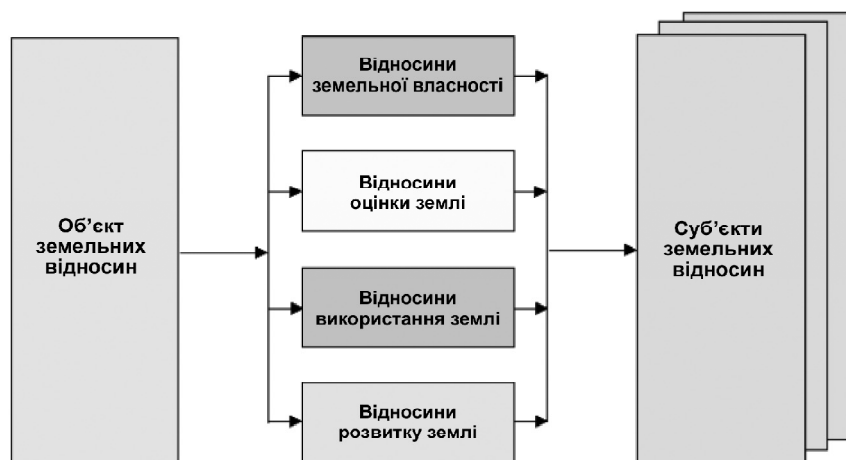 Об’єкт
земельних
відносин
Відносини
земельної власності
Відносини
оцінки землі
Відносини
використання землі
Відносини
розвитку землі
Суб’єкти
земельних
відносин